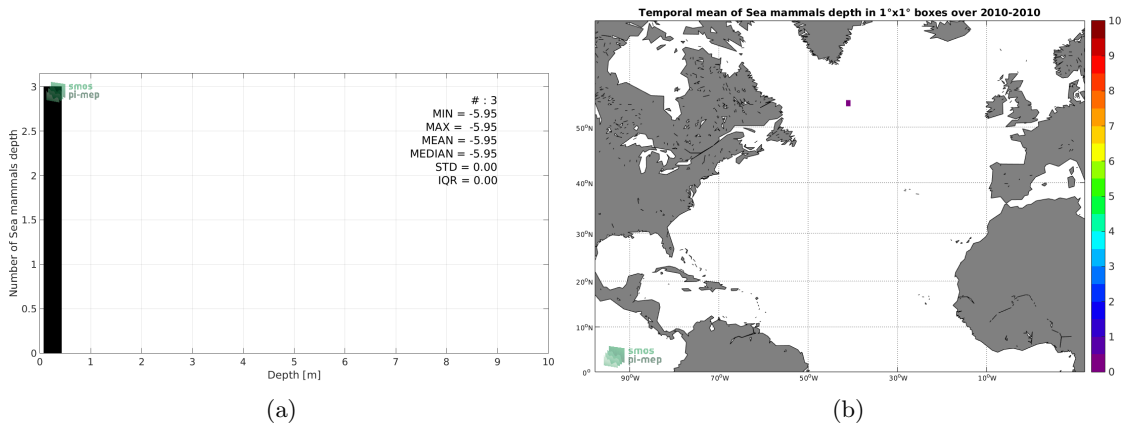 Temporal mean of Sea mammals depth in 1°x1° boxes over 2010-2010
smos
pi-mep
# : 3
MIN = -5.95
MAX = -5.95
MEAN = -5.95
MEDIAN = -5.95
STD = 0.00
IQR = 0.00
Number of Sea mammals depth
3
2.5
2
1.5
1
0.5
0
0 1 2 3 4 5 6 7 8 9 10
Depth [m]
(a)
50°N
40°N
30°N
20°N
10°N
0°
90°W 70°W 50°W 30°W 10°W
smos
pi-mep
10
9
8
7
6
5
4
3
2
1
0
(b)